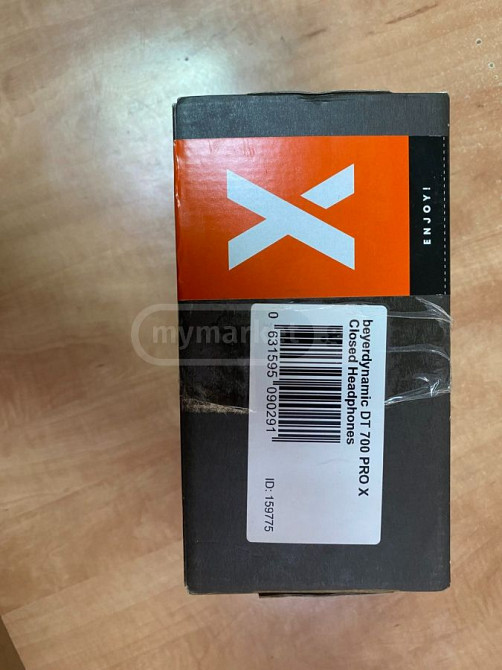 X
ENJOY!
beyerdynamic DT 700 PRO X
Closed Headphones
0 631595 090291
ID: 159775
mymarket